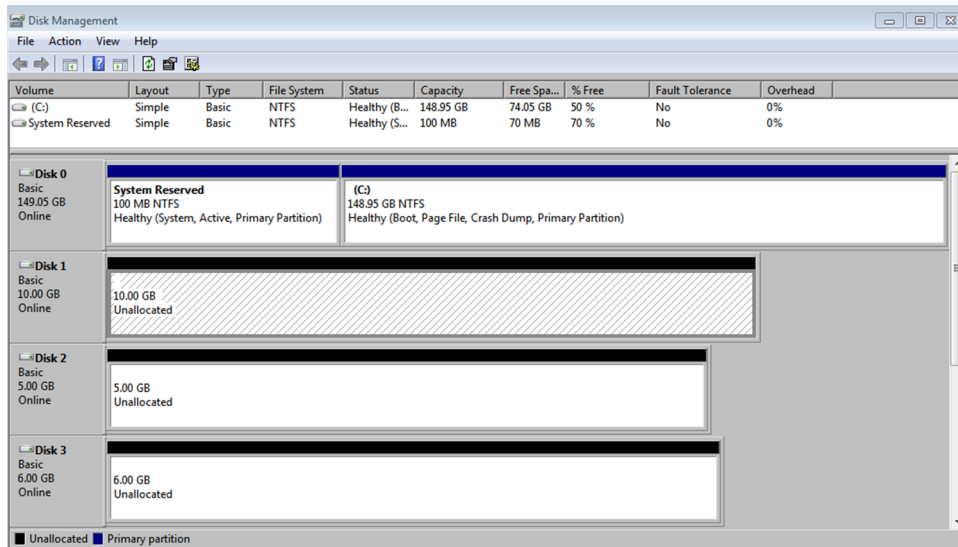 Disk Management
File Action View Help
Volume Layout Type File System Status Capacity Free Spa... % Free Fault Tolerance Overhead
(C:) Simple Basic NTFS Healthy (B... 148.95 GB 74.05 GB 50 % No 0%
System Reserved Simple Basic NTFS Healthy (S... 100 MB 70 MB 70 % No 0%
Disk 0
Basic
149.05 GB
Online
System Reserved
100 MB NTFS
Healthy (System, Active, Primary Partition)
(C:)
148.95 GB NTFS
Healthy (Boot, Page File, Crash Dump, Primary Partition)
Disk 1
Basic
10.00 GB
Online
10.00 GB
Unallocated
Disk 2
Basic
5.00 GB
Online
5.00 GB
Unallocated
Disk 3
Basic
6.00 GB
Online
6.00 GB
Unallocated
Unallocated Primary partition